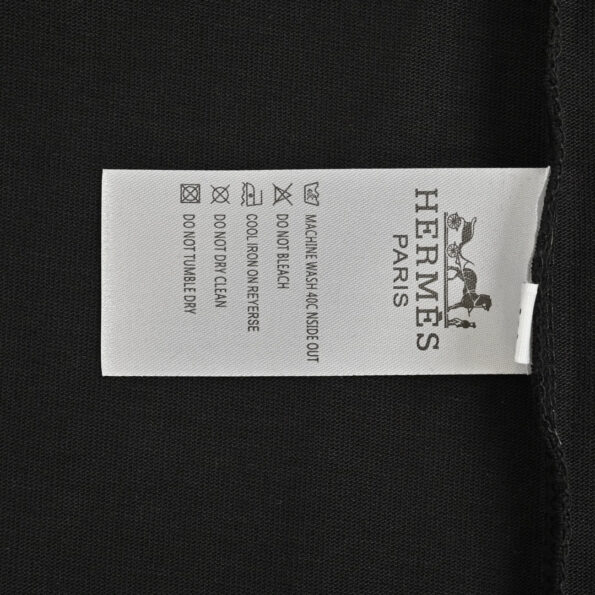 HERMÈS
PARIS
MACHINE WASH 40C NSIDE OUT
DO NOT BLEACH
COOL IRON ON REVERSE
DO NOT DRY CLEAN
DO NOT TUMBLE DRY